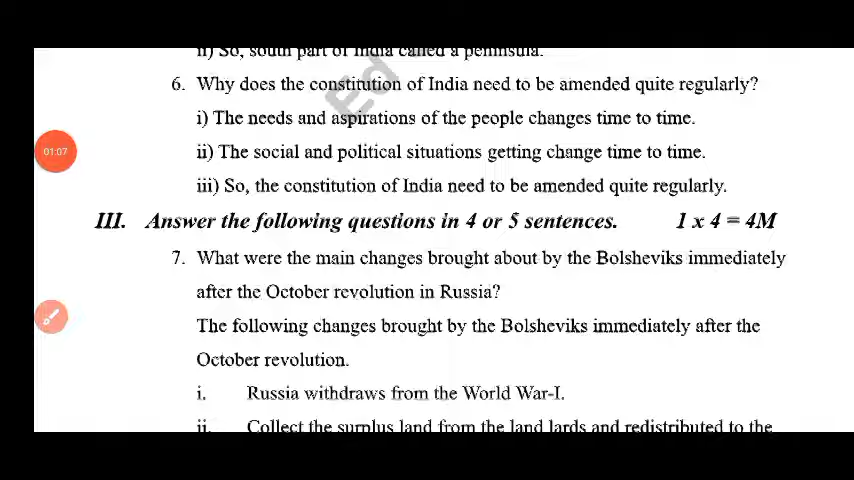 ii) So, south part of India called a peninsula.
6. Why does the constitution of India need to be amended quite regularly?
i) The needs and aspirations of the people changes time to time.
01:07
ii) The social and political situations getting change time to time.
iii) So, the constitution of India need to be amended quite regularly.
III. Answer the following questions in 4 or 5 sentences. 1 x 4 = 4M
7. What were the main changes brought about by the Bolsheviks immediately
after the October revolution in Russia?
The following changes brought by the Bolsheviks immediately after the
October revolution.
i. Russia withdraws from the World War-I.
ii. Collect the surplus land from the land lards and redistributed to the